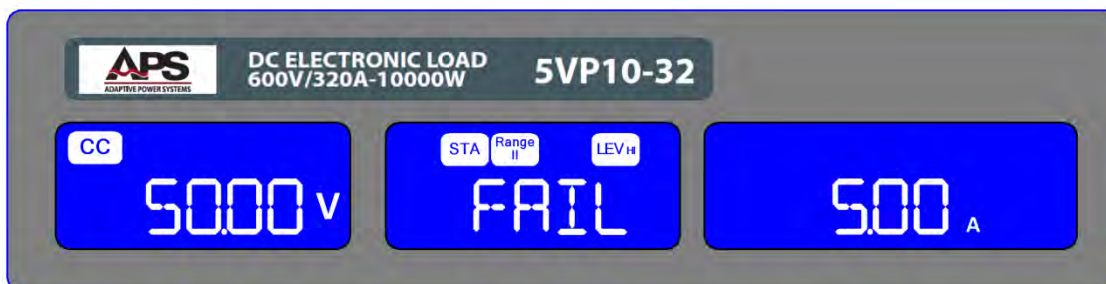 APS
ADAPTIVE POWER SYSTEMS
DC ELECTRONIC LOAD
600V/320A-10000W
5VP10-32
CC
50.00 V
STA
Range
II
LEV HI
FAIL
5.00 A